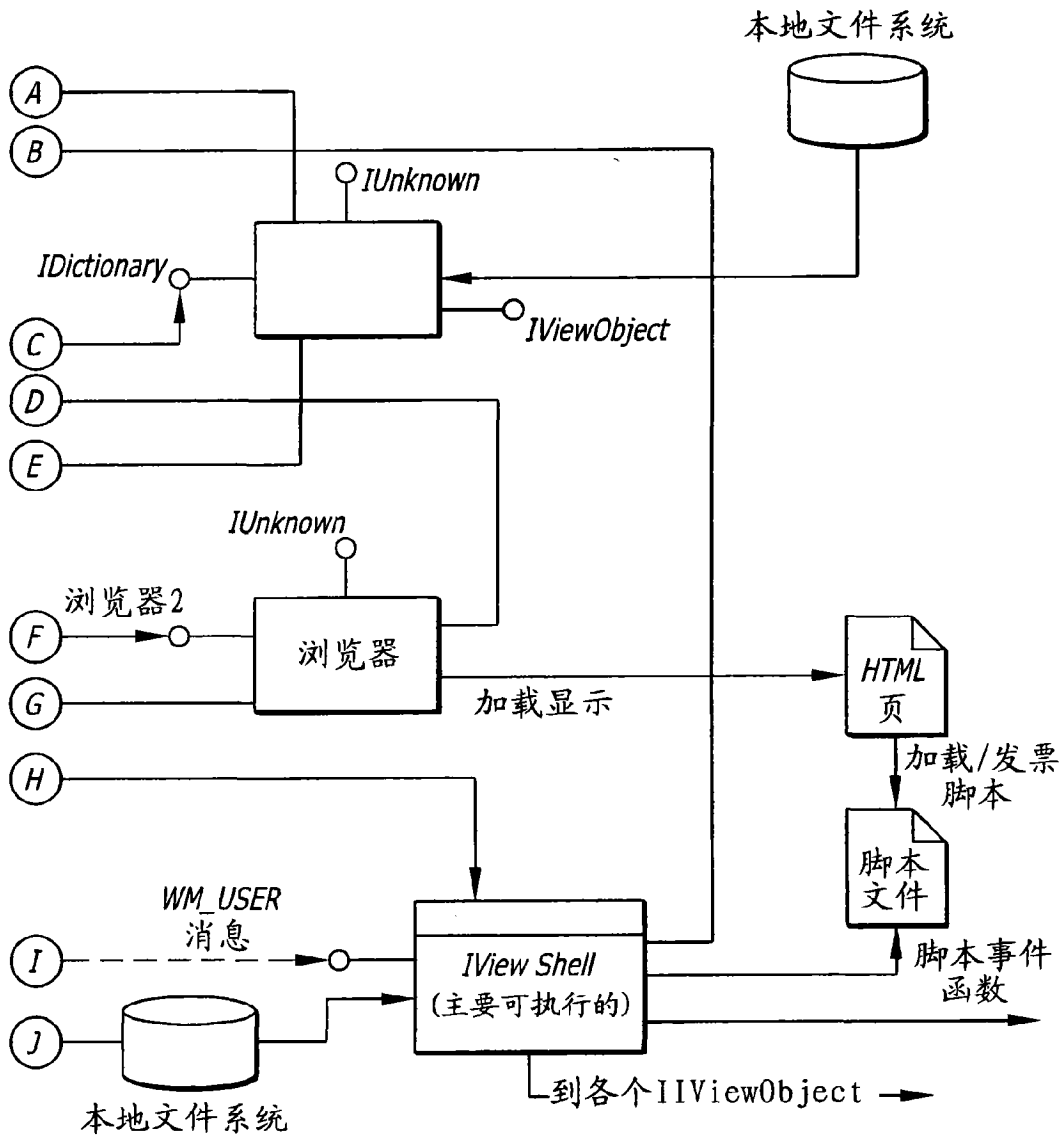 本地文件系统
A
B
IUnknown
IDictionary
IViewObject
C
D
E
IUnknown
浏览器2
F
浏览器
HTML
页
G
加载显示
加载/发票
脚本
H
脚本
文件
WM_USER
消息
I
IView Shell
(主要可执行的)
脚本事件
函数
J
到各个IIViewObject
本地文件系统